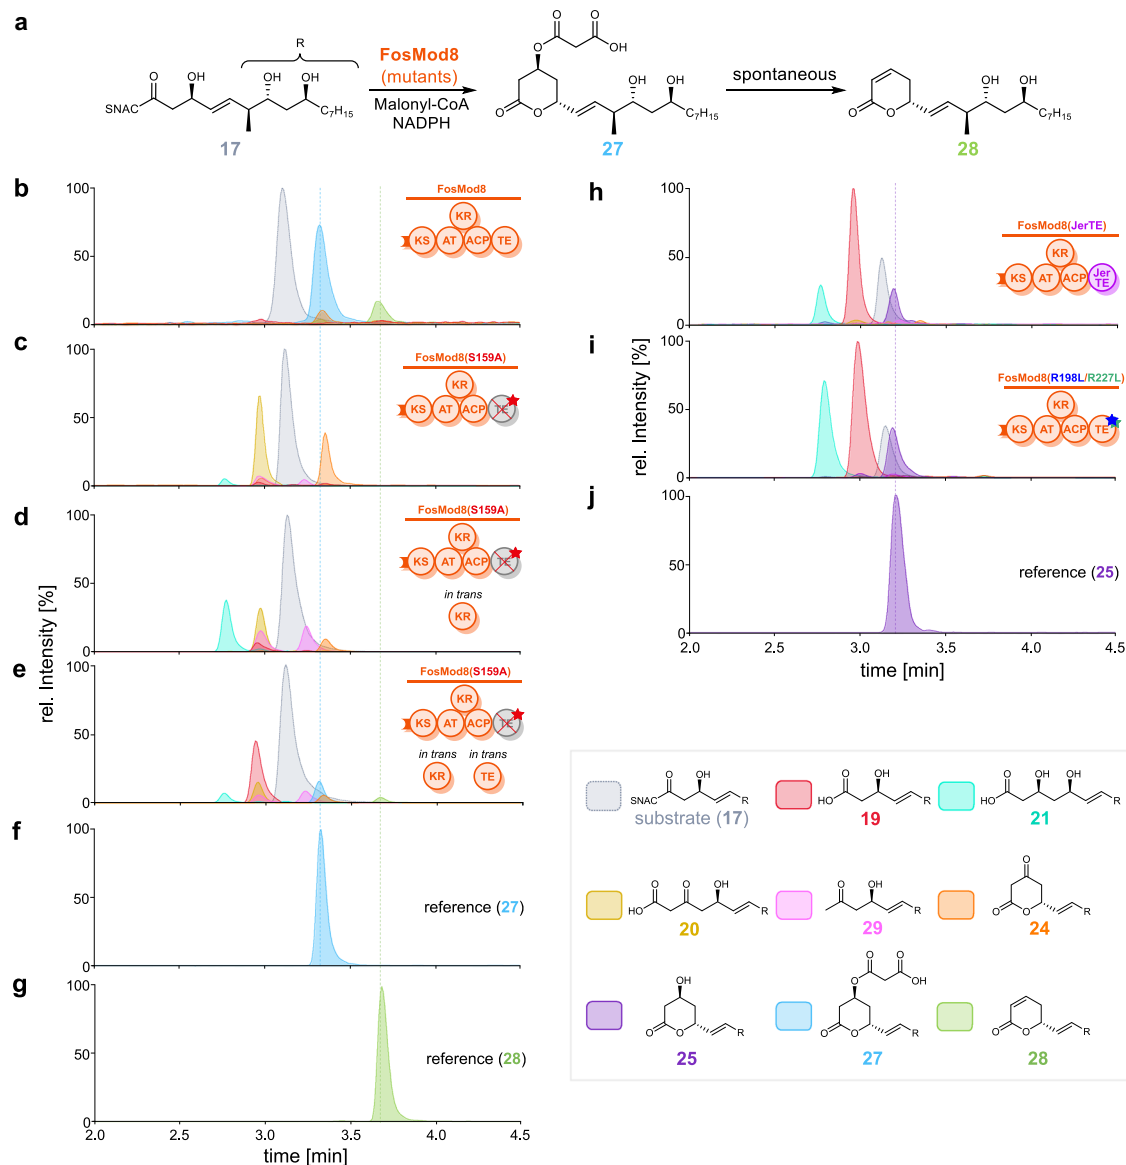 a
R
O
OH
OH
OH
SNAC
C7H15
17
FosMod8
(mutants)
Malonyl-CoA
NADPH
O
O
OH
O
O
O
OH
OH
C7H15
27
spontaneous
O
O
OH
OH
C7H15
28
b
100
50
0
FosMod8
KR
KS AT ACP TE
c
100
50
0
FosMod8(S159A)
KR
KS AT ACP TE
d
100
50
0
FosMod8(S159A)
KR
KS AT ACP TE
in trans
KR
e
100
50
0
FosMod8(S159A)
KR
KS AT ACP TE
in trans in trans
KR TE
f
100
50
0
reference (27)
g
100
50
0
reference (28)
rel. Intensity [%]
2.0 2.5 3.0 3.5 4.0 4.5
time [min]
h
100
50
0
FosMod8(JerTE)
KR
KS AT ACP Jer TE
i
100
50
0
FosMod8(R198L/R227L)
KR
KS AT ACP TE
j
100
50
0
reference (25)
rel. Intensity [%]
2.0 2.5 3.0 3.5 4.0 4.5
time [min]
O OH
SNAC R
substrate (17)
O OH
HO R
19
O OH OH
HO R
21
O O OH
HO R
20
O OH
R
29
O
O O R
24
OH
O O R
25
O O
O OH
O O R
27
O O R
28